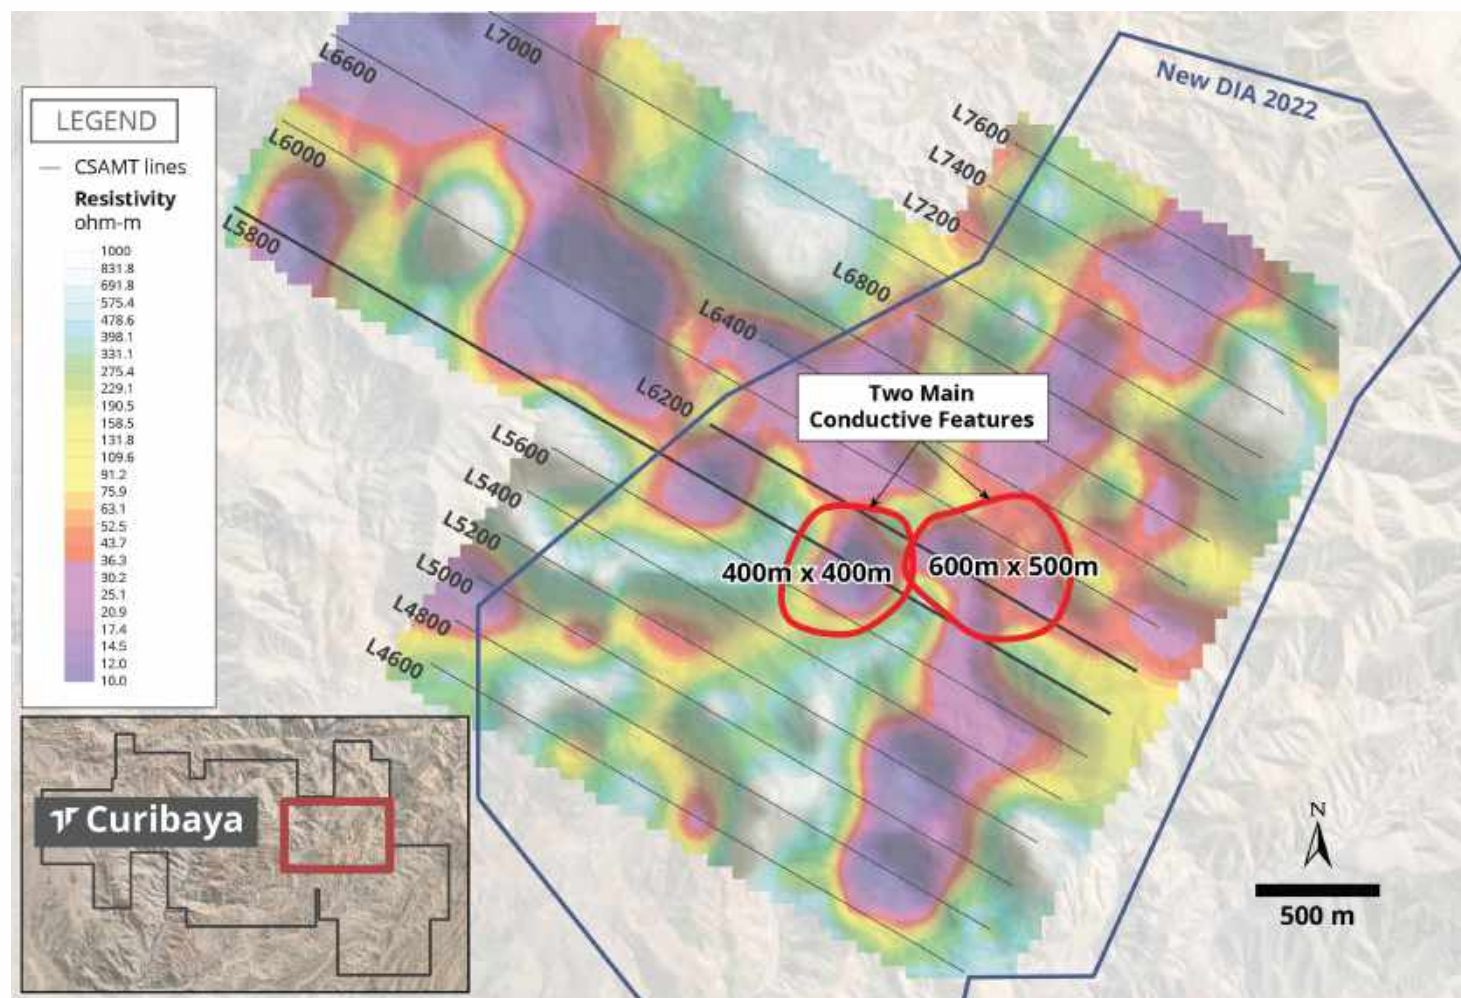 L7000
L6600
New DIA 2022
L7600
LEGEND
L6000
L7400
CSAMT lines
Resistivity
ohm-m
L7200
L5800
1000
831.8
691.8
575.4
478.6
398.1
331.1
275.4
229.1
190.5
158.5
131.8
109.6
91.2
75.9
63.1
52.5
43.7
36.3
30.2
25.1
20.9
17.4
14.5
12.0
10.0
L6800
L6400
L6200
Two Main
Conductive Features
L5600
L5400
L5200
L5000
L4800
L4600
400m x 400m
600m x 500m
Curibaya
N
500 m